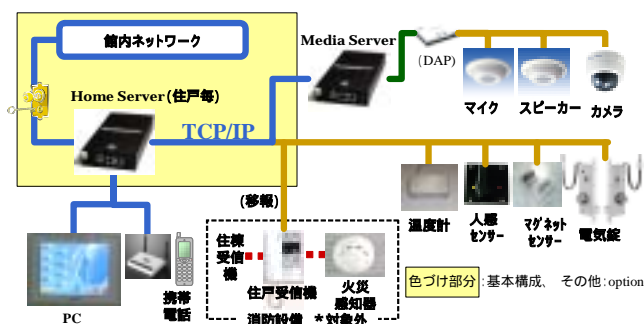 館内ネットワーク
Media Server
(DAP)
マイク
スピーカー
カメラ
Home Server(住戸毎)
TCP/IP
(移報)
温度計
人感
センサー
マグネット
センサー
電気錠
住棟
受信
機
住戸受信機
火災
感知器
消防設備 *対象外
PC
携帯
電話
色づけ部分:基本構成、 その他:option